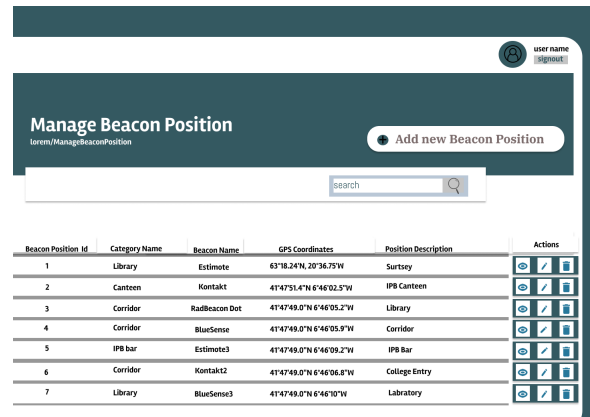 user name
signout
Manage Beacon Position
lorem/ManageBeaconPosition
Add new Beacon Position
search
Beacon Position Id Category Name Beacon Name GPS Coordinates Position Description Actions
1 Library Estimote 63°18.24'N, 20°36.75'W Surtsey
2 Canteen Kontakt 41°47'51.4"N 6°46'02.5"W IPB Canteen
3 Corridor RadBeacon Dot 41°47'49.0"N 6°46'05.2"W Library
4 Corridor BlueSense 41°47'49.0"N 6°46'05.9"W Corridor
5 IPB bar Estimote3 41°47'49.0"N 6°46'09.2"W IPB Bar
6 Corridor Kontakt2 41°47'49.0"N 6°46'06.8"W College Entry
7 Library BlueSense3 41°47'49.0"N 6°46'10"W Labratory